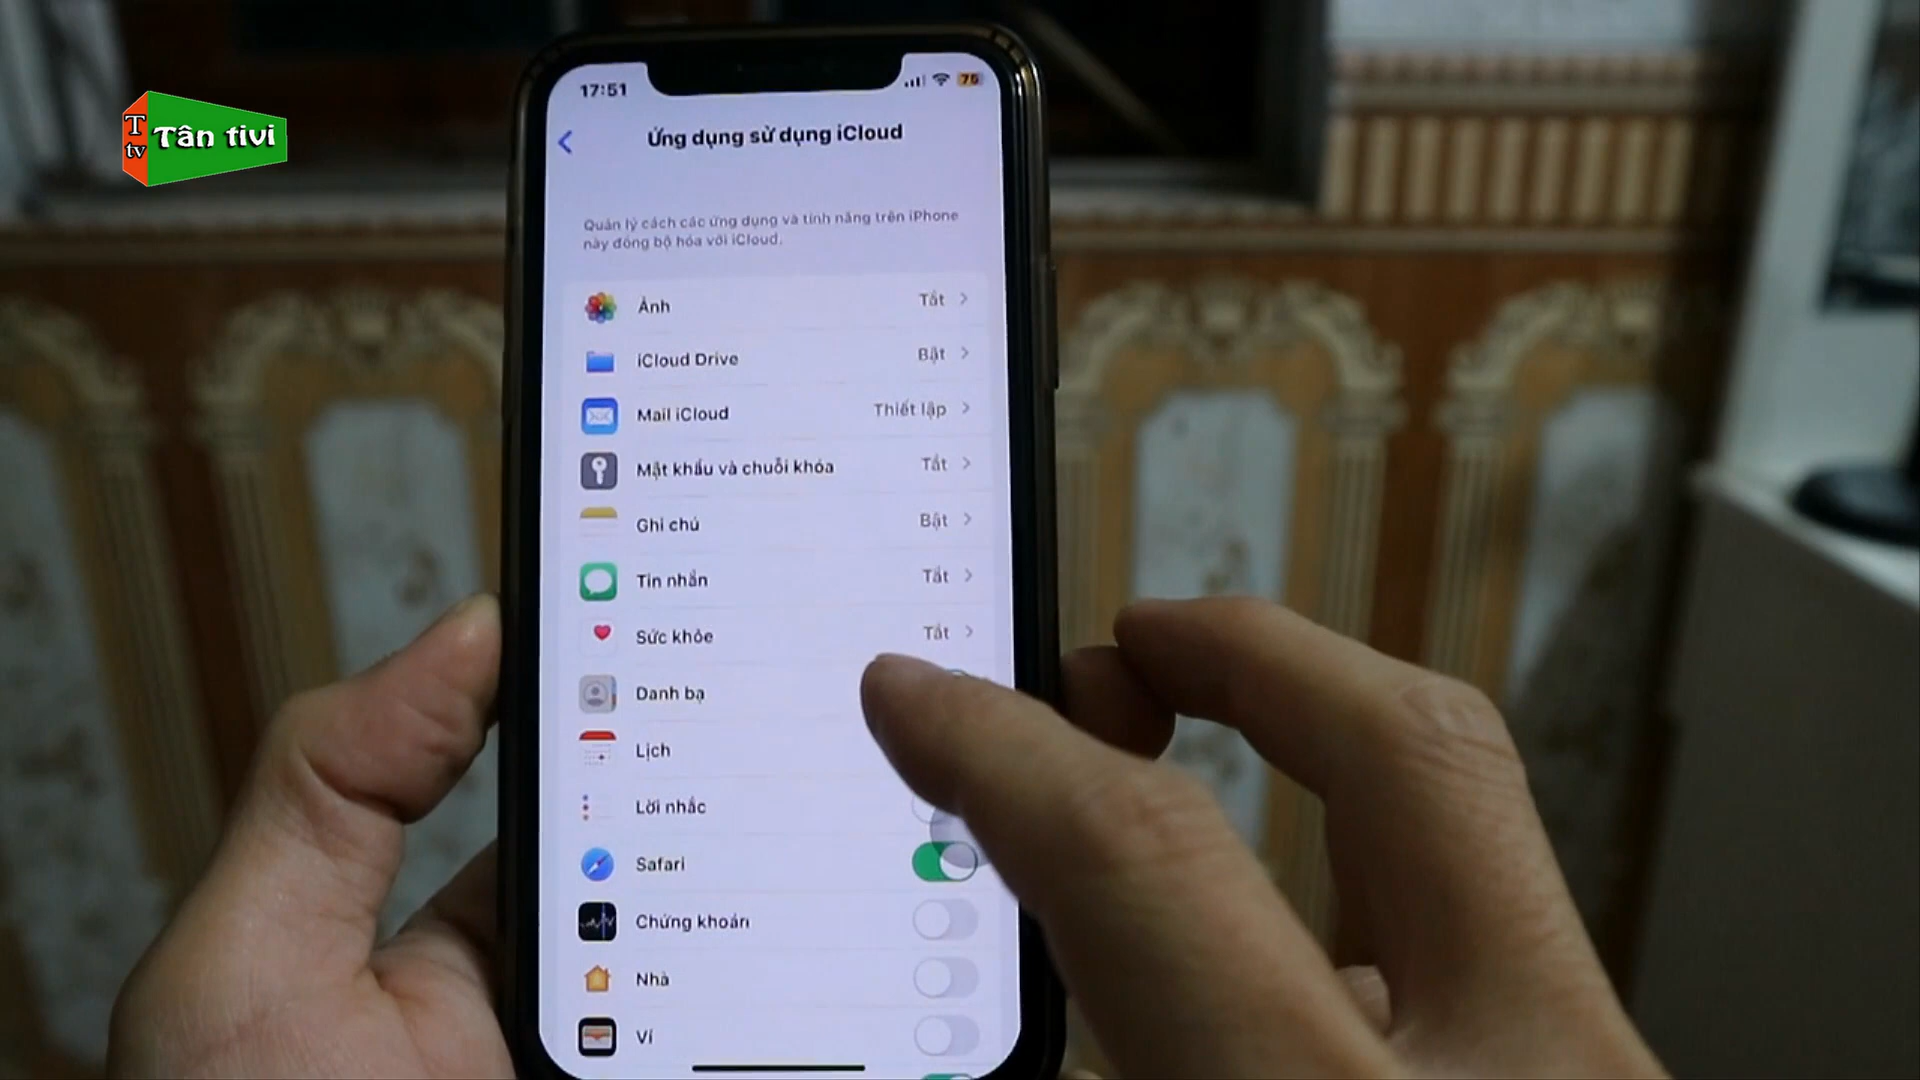 T
tv
Tân tivi
17:51
75
Ứng dụng sử dụng iCloud
Quản lý cách các ứng dụng và tính năng trên iPhone
này đồng bộ hóa với iCloud.
Ảnh Tắt
iCloud Drive Bật
Mail iCloud Thiết lập
Mật khẩu và chuỗi khóa Tắt
Ghi chú Bật
Tin nhắn Tắt
Sức khỏe Tắt
Danh bạ
Lịch
Lời nhắc
Safari
Chứng khoán
Nhà
Ví